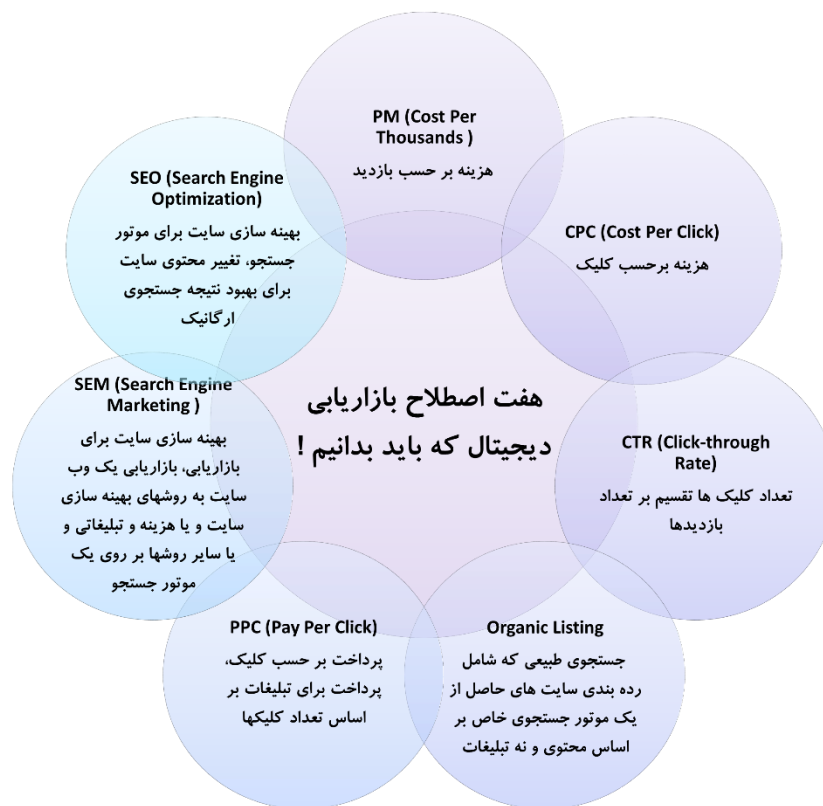 هفت اصطلاح بازاریابی
دیجیتال که باید بدانیم !
PM (Cost Per
Thousands )
هزینه بر حسب بازدید
CPC (Cost Per Click)
هزینه برحسب کلیک
CTR (Click-through
Rate)
تعداد کلیک ها تقسیم بر تعداد
بازدیدها
Organic Listing
جستجوی طبیعی که شامل
رده بندی سایت های حاصل از
یک موتور جستجوی خاص بر
اساس محتوی و نه تبلیغات
PPC (Pay Per Click)
پرداخت بر حسب کلیک،
پرداخت برای تبلیغات بر
اساس تعداد کلیکها
SEM (Search Engine
Marketing )
بهینه سازی سایت برای
بازاریابی، بازاریابی یک وب
سایت به روشهای بهینه سازی
سایت و یا هزینه و تبلیغاتی و
یا سایر روشها بر روی یک
موتور جستجو
SEO (Search Engine
Optimization)
بهینه سازی سایت برای موتور
جستجو، تغییر محتوی سایت
برای بهبود نتیجه جستجوی
ارگانیک